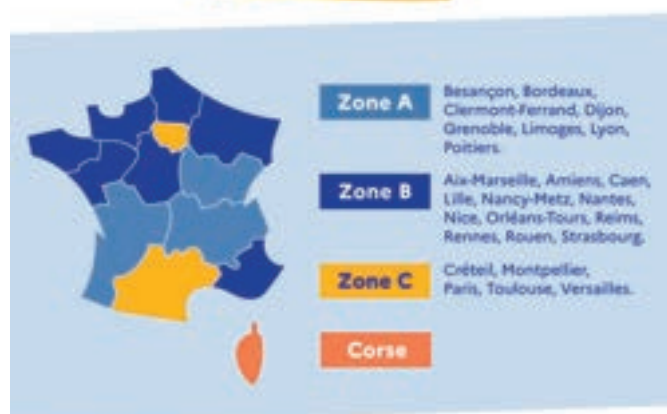 Zone A
Besançon, Bordeaux,
Clermont-Ferrand, Dijon,
Grenoble, Limoges, Lyon,
Poitiers.
Zone B
Aix-Marseille, Amiens, Caen,
Lille, Nancy-Metz, Nantes,
Nice, Orléans-Tours, Reims,
Rennes, Rouen, Strasbourg.
Zone C
Créteil, Montpellier,
Paris, Toulouse, Versailles.
Corse